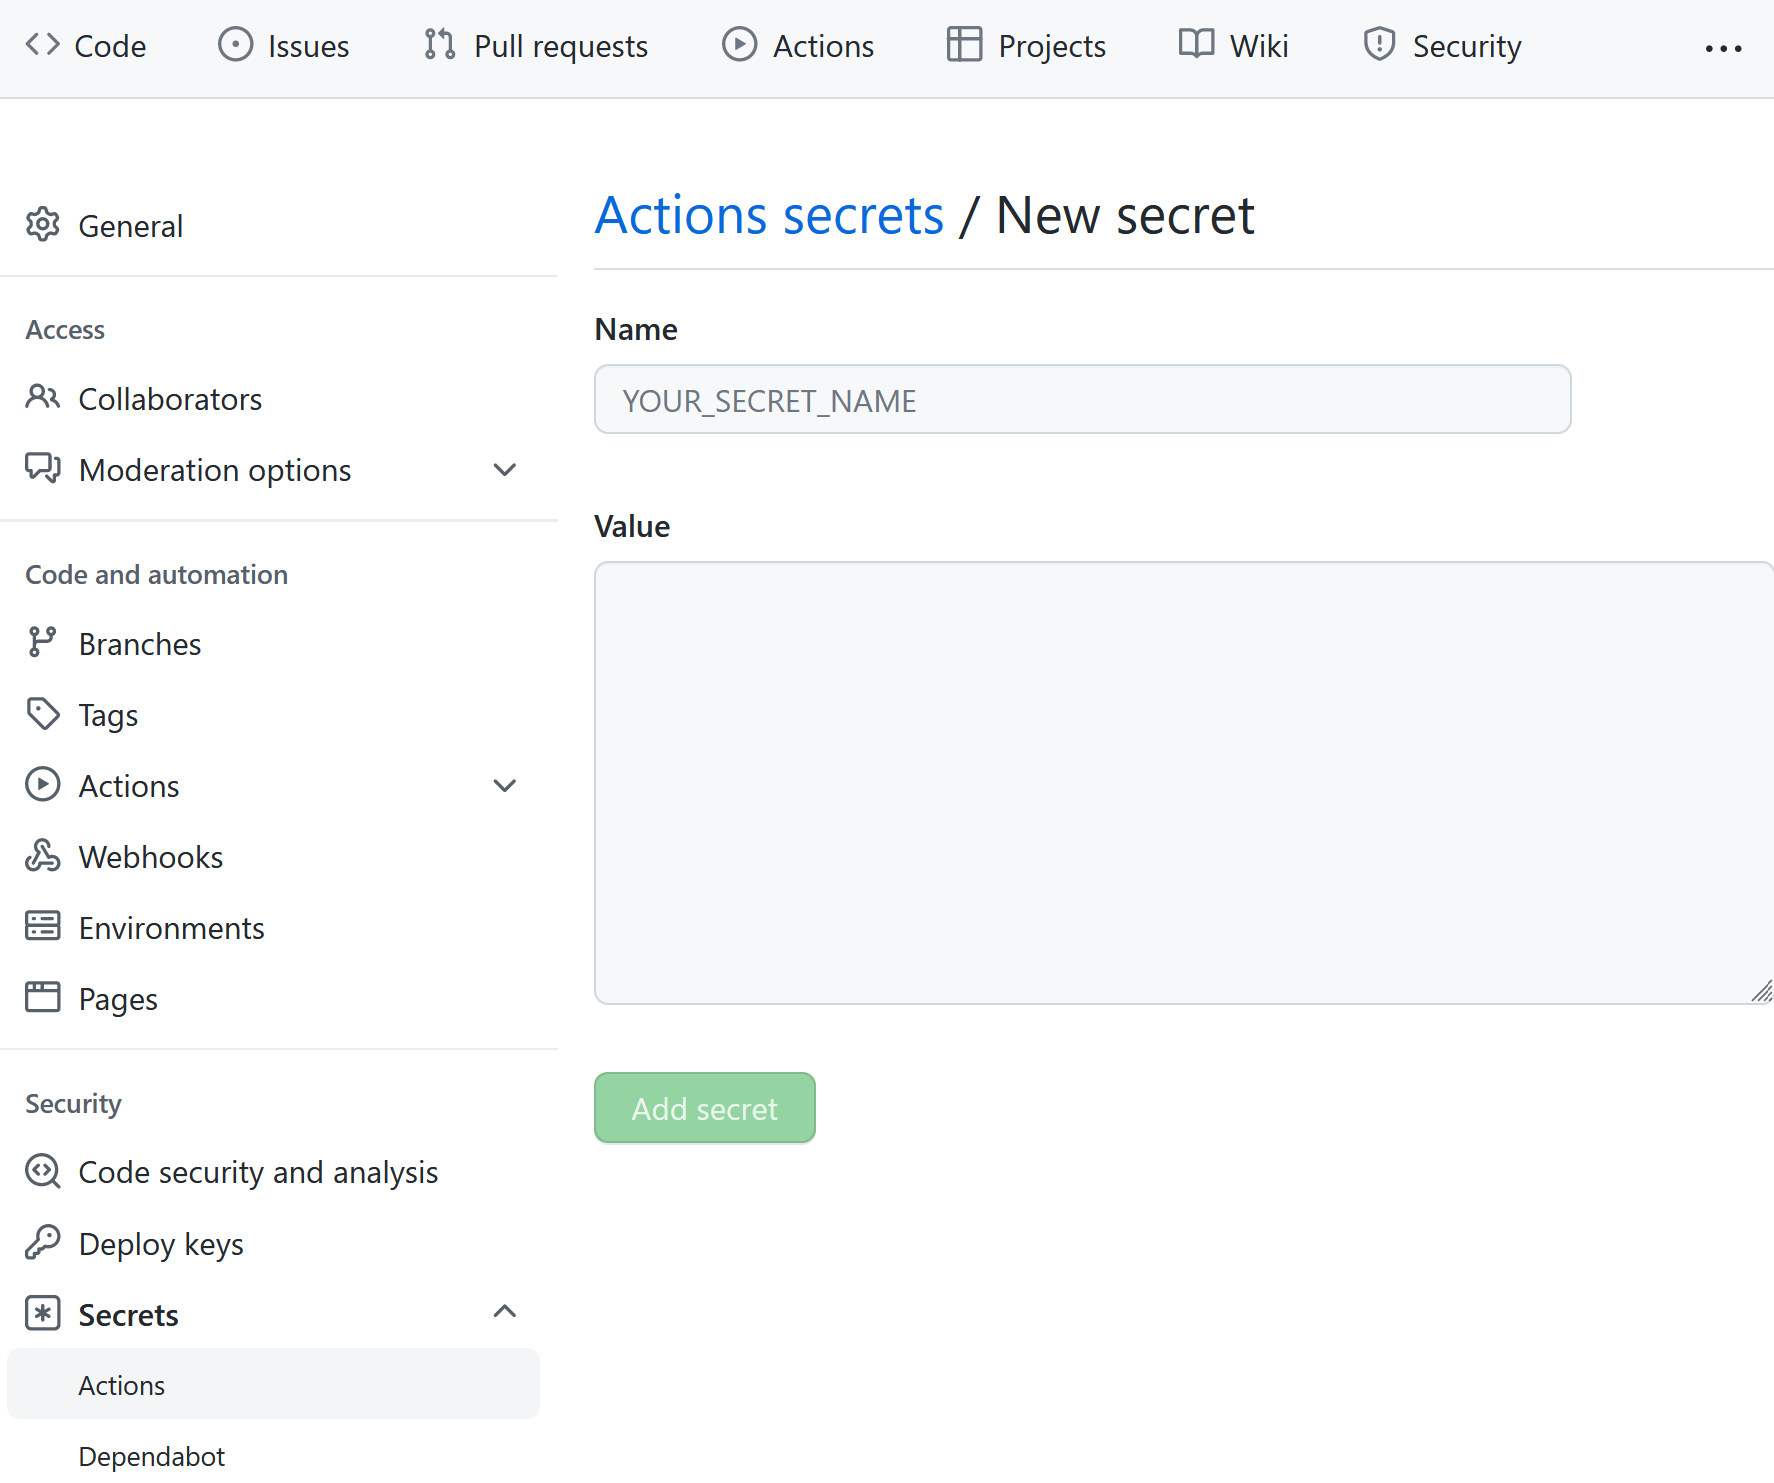 Code Issues Pull requests Actions Projects Wiki Security
General
Access
Collaborators
Moderation options
Code and automation
Branches
Tags
Actions
Webhooks
Environments
Pages
Security
Code security and analysis
Deploy keys
Secrets
Actions
Dependabot
Actions secrets / New secret
Name
YOUR_SECRET_NAME
Value
Add secret